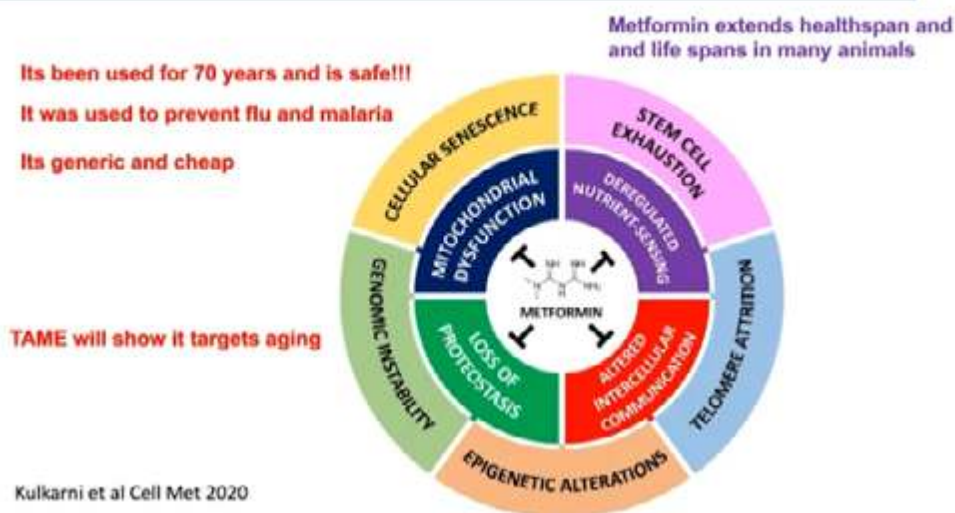 Metformin extends healthspan and
and life spans in many animals
Its been used for 70 years and is safe!!!
It was used to prevent flu and malaria
Its generic and cheap
TAME will show it targets aging
CELLULAR SENESCENCE
STEM CELL
EXHAUSTION
MITOCHONDRIAL
DYSFUNCTION
DEREGULATED
NUTRIENT-SENSING
GENOMIC INSTABILITY
NH NH
N N NH₂
H
METFORMIN
TELOMERE ATTRITION
LOSS OF
PROTEOSTASIS
ALTERED
INTERCELLULAR
COMMUNICATION
EPIGENETIC ALTERATIONS
Kulkarni et al Cell Met 2020